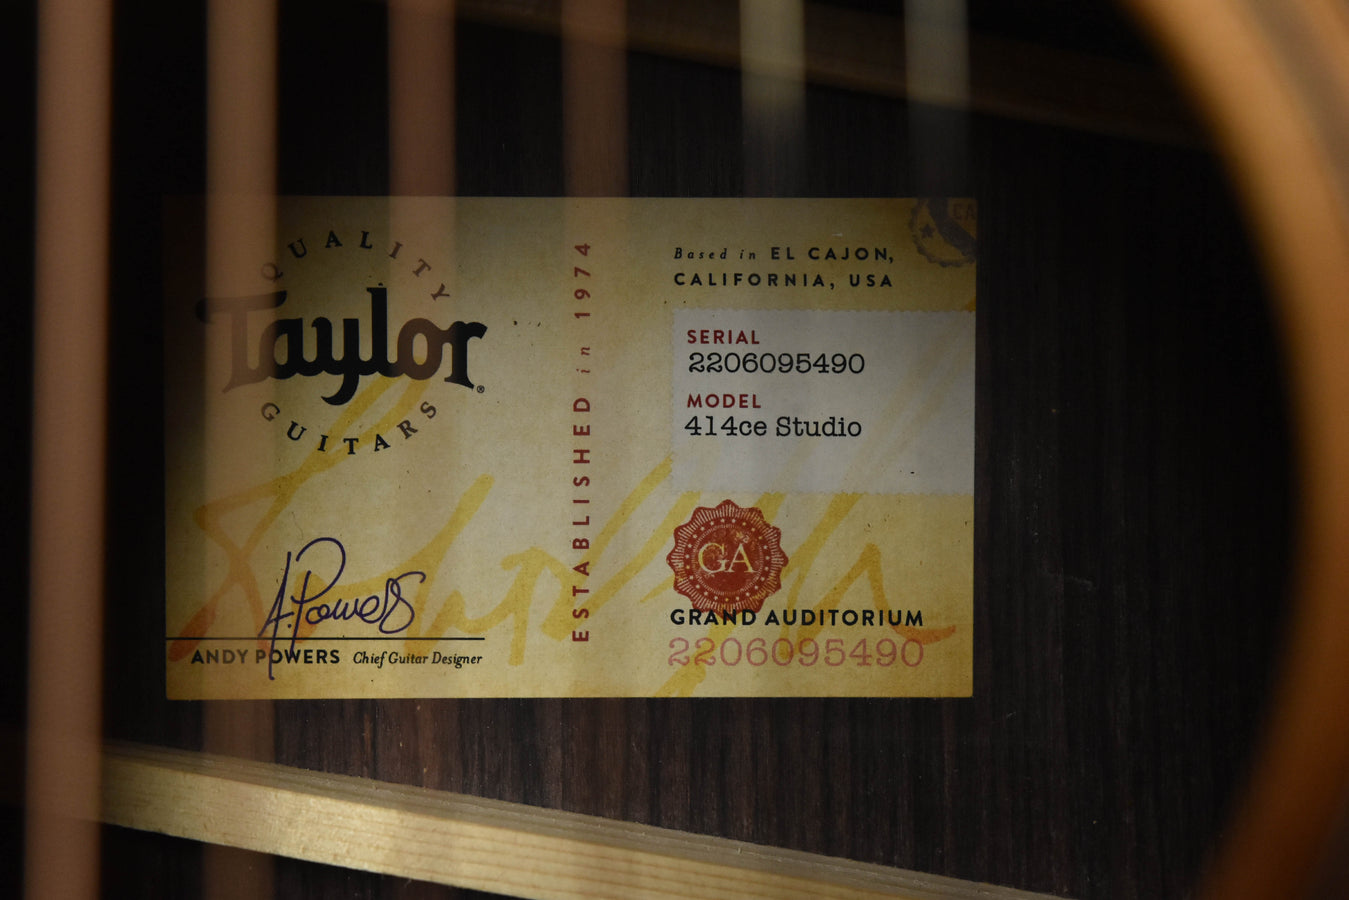 QUALITY
Taylor®
GUITARS
A. Powers
ANDY POWERS Chief Guitar Designer
ESTABLISHED in 1974
CA
Based in EL CAJON,
CALIFORNIA, USA
SERIAL
2206095490
MODEL
414ce Studio
GA
GRAND AUDITORIUM
2206095490